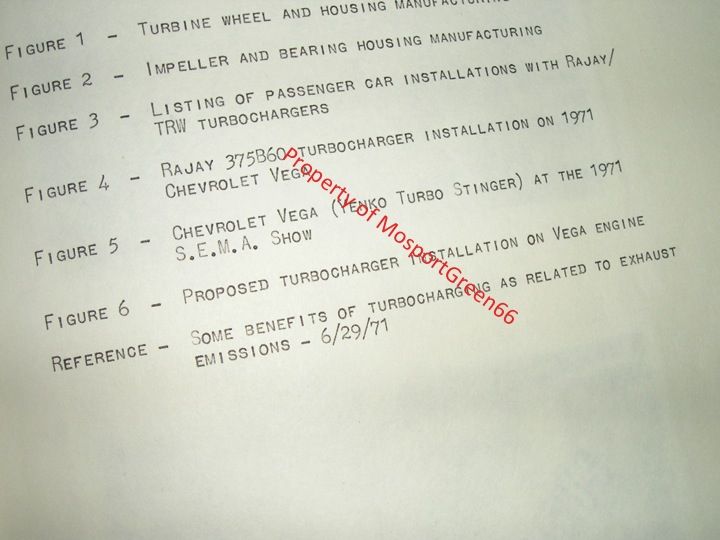 FIGURE 1 - TURBINE WHEEL AND HOUSING MANUFACTURING
FIGURE 2 - IMPELLER AND BEARING HOUSING MANUFACTURING
FIGURE 3 - LISTING OF PASSENGER CAR INSTALLATIONS WITH RAJAY/
TRW TURBOCHARGERS
FIGURE 4 - RAJAY 375B60 TURBOCHARGER INSTALLATION ON 1971
CHEVROLET VEGA
FIGURE 5 - CHEVROLET VEGA (YENKO TURBO STINGER) AT THE 1971
S.E.M.A. SHOW
FIGURE 6 - PROPOSED TURBOCHARGER INSTALLATION ON VEGA ENGINE
REFERENCE - SOME BENEFITS OF TURBOCHARGING AS RELATED TO EXHAUST
EMISSIONS - 6/29/71
Property of MosportGreen66